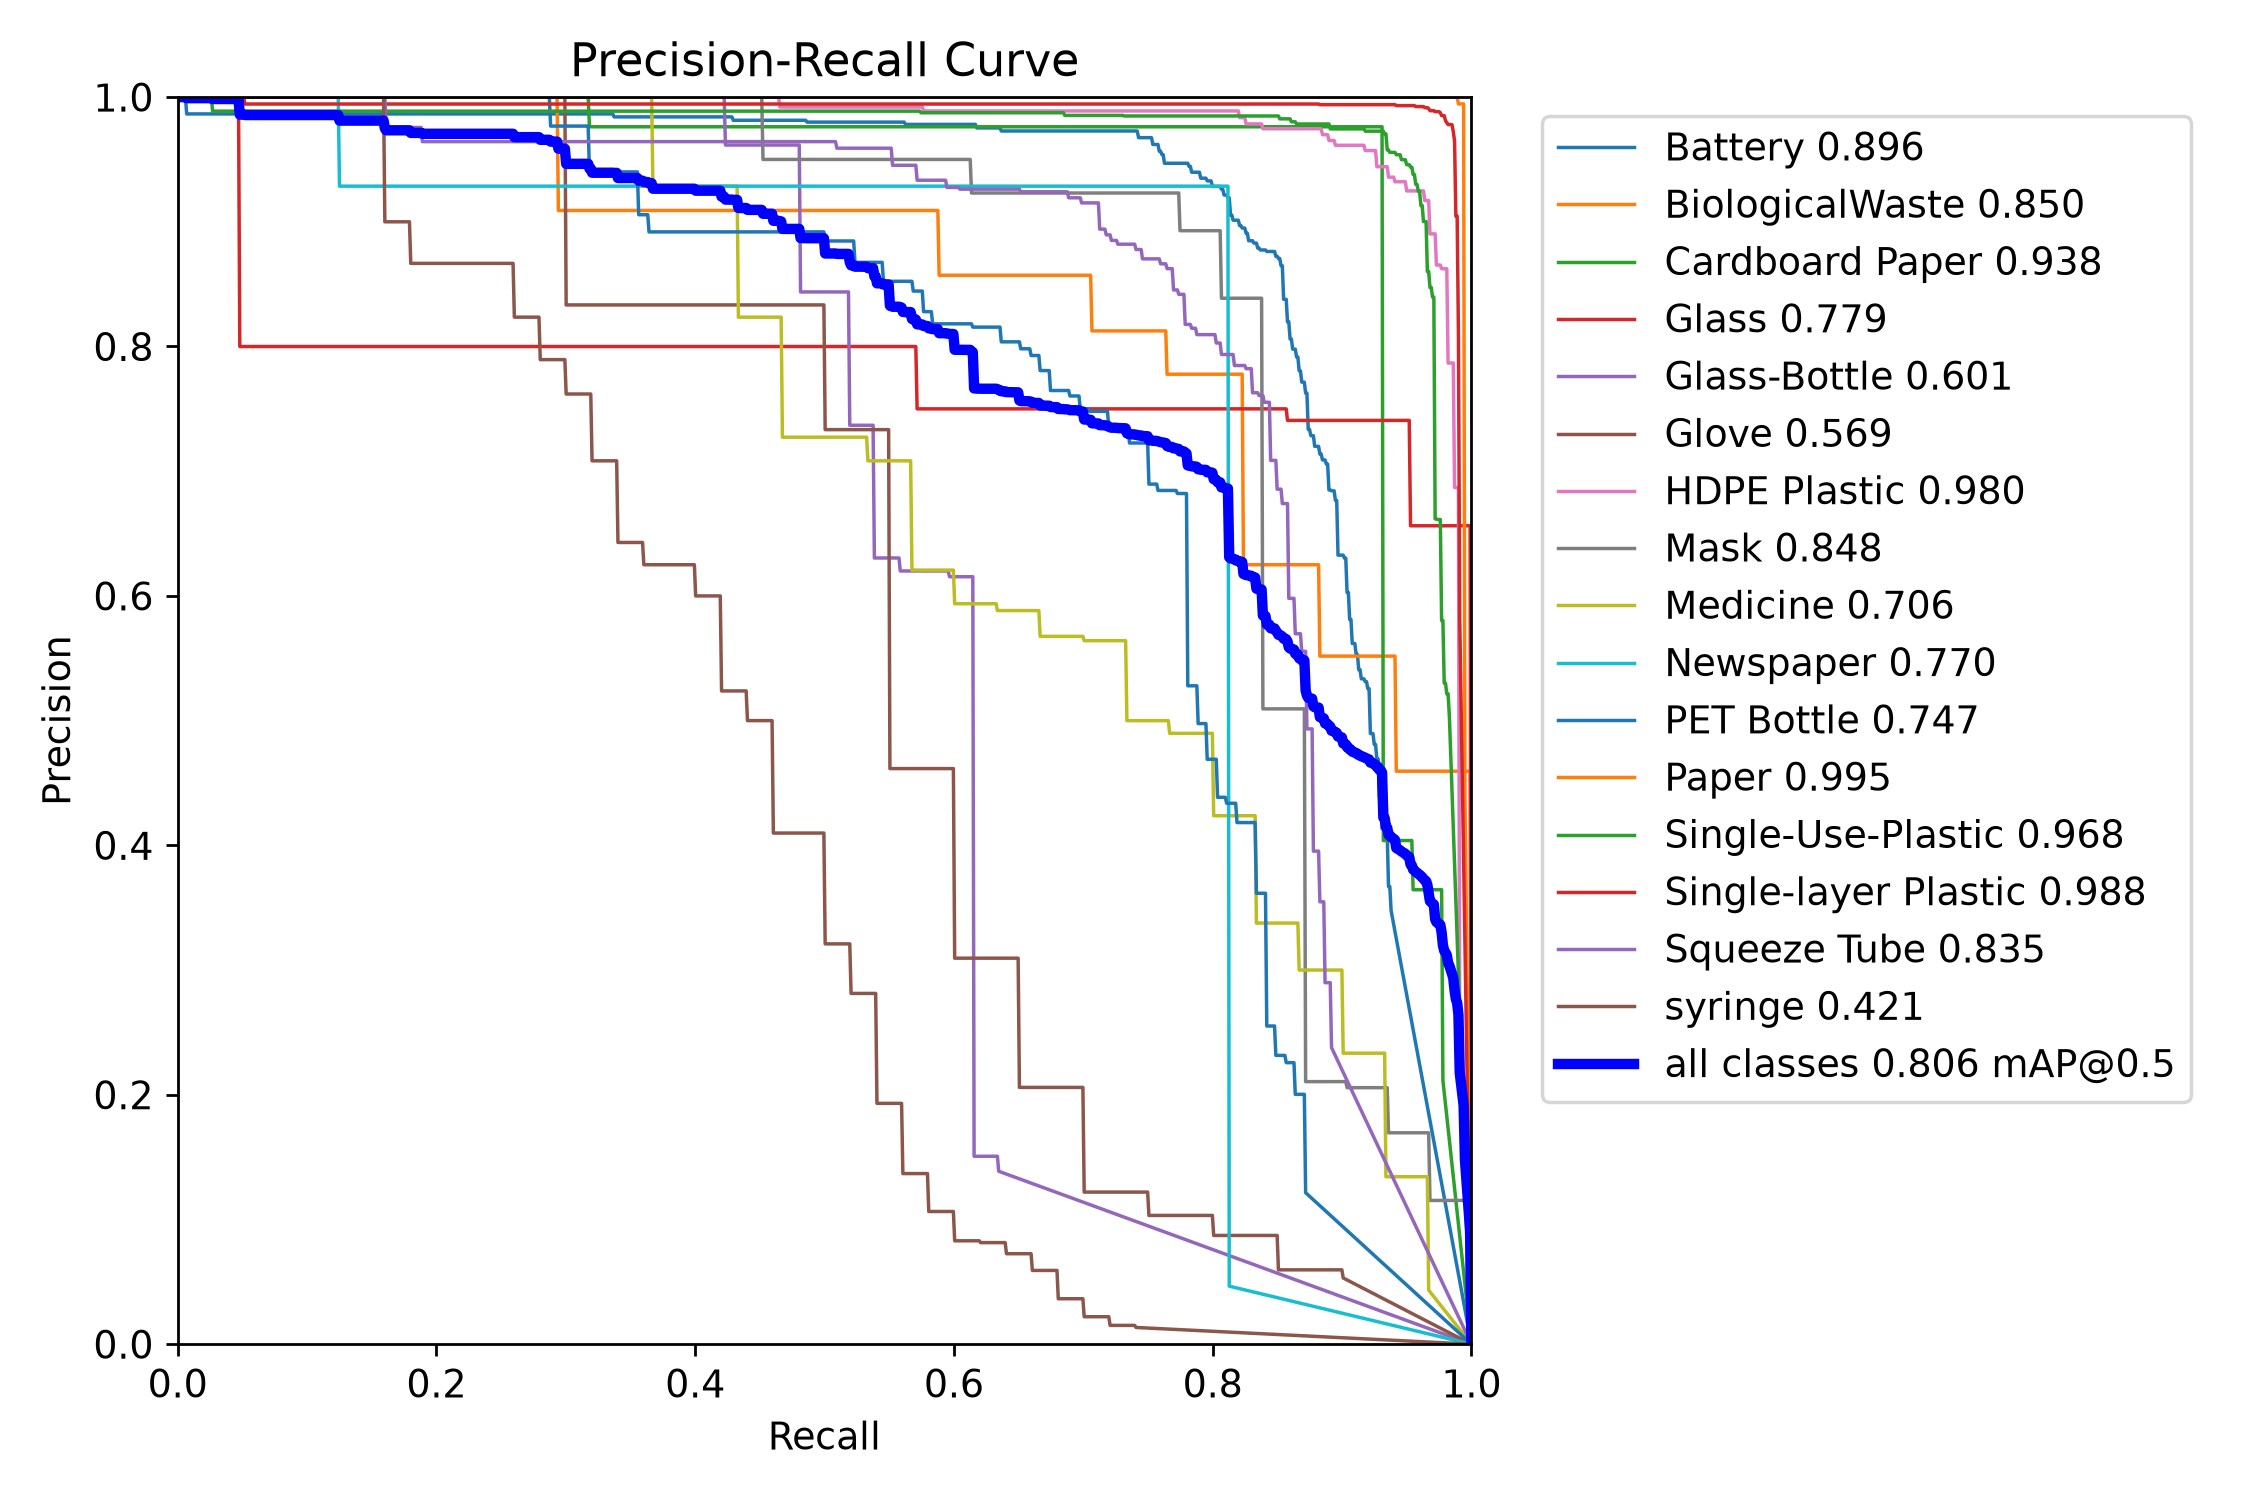 Precision-Recall Curve
1.0
0.8
0.6
0.4
0.2
0.0
Precision
0.0 0.2 0.4 0.6 0.8 1.0
Recall
Battery 0.896
BiologicalWaste 0.850
Cardboard Paper 0.938
Glass 0.779
Glass-Bottle 0.601
Glove 0.569
HDPE Plastic 0.980
Mask 0.848
Medicine 0.706
Newspaper 0.770
PET Bottle 0.747
Paper 0.995
Single-Use-Plastic 0.968
Single-layer Plastic 0.988
Squeeze Tube 0.835
syringe 0.421
all classes 0.806 mAP@0.5